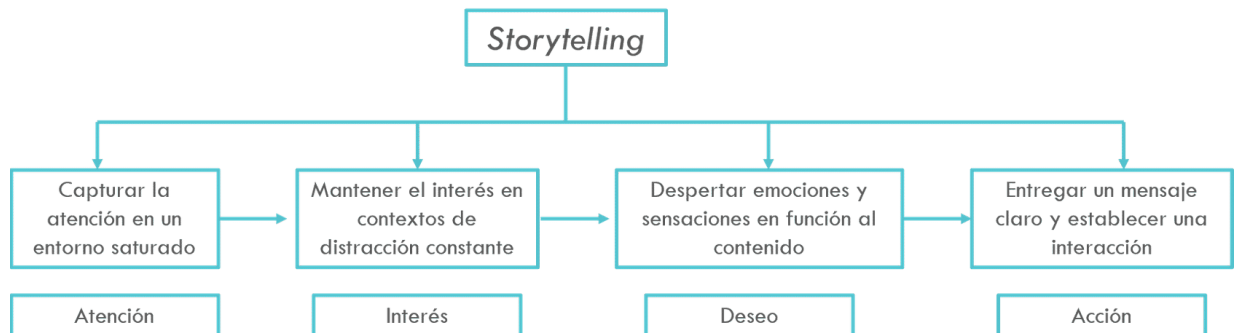 Storytelling
Capturar la
atención en un
entorno saturado
Mantener el interés en
contextos de
distracción constante
Despertar emociones y
sensaciones en función al
contenido
Entregar un mensaje
claro y establecer una
interacción
Atención
Interés
Deseo
Acción